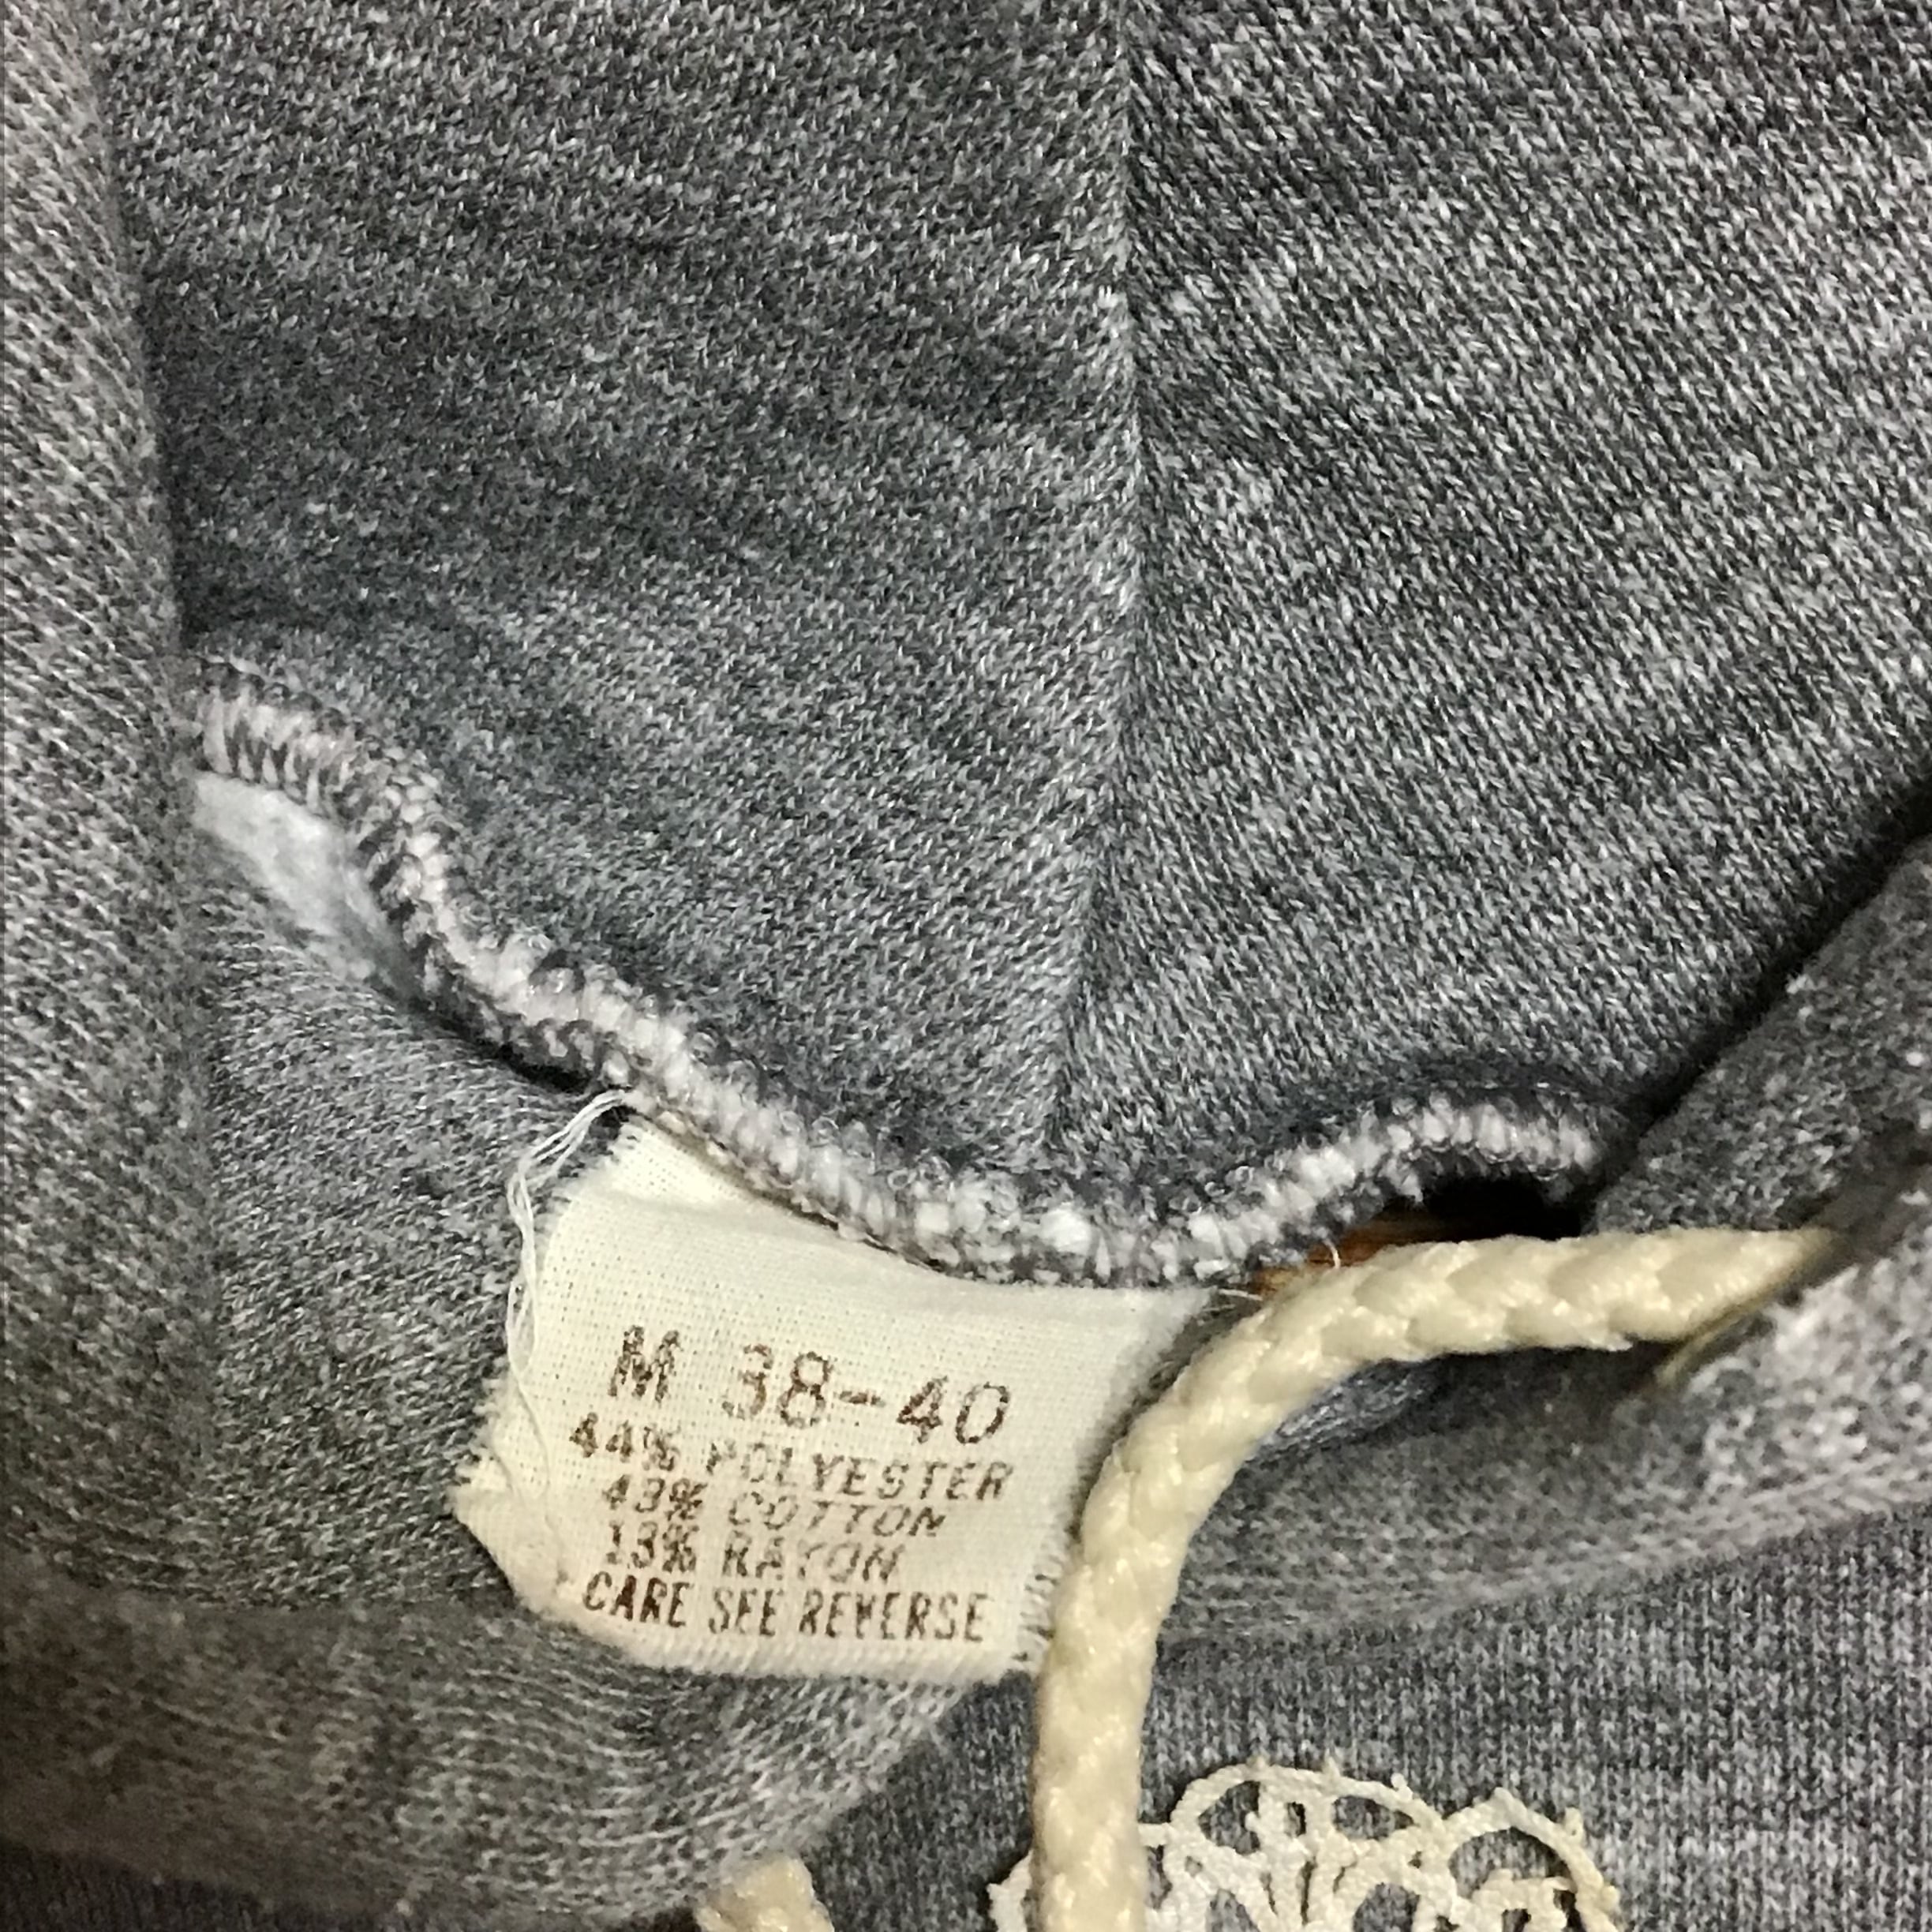 M 38-40
44% POLYESTER
43% COTTON
13% RAYON
CARE SEE REVERSE